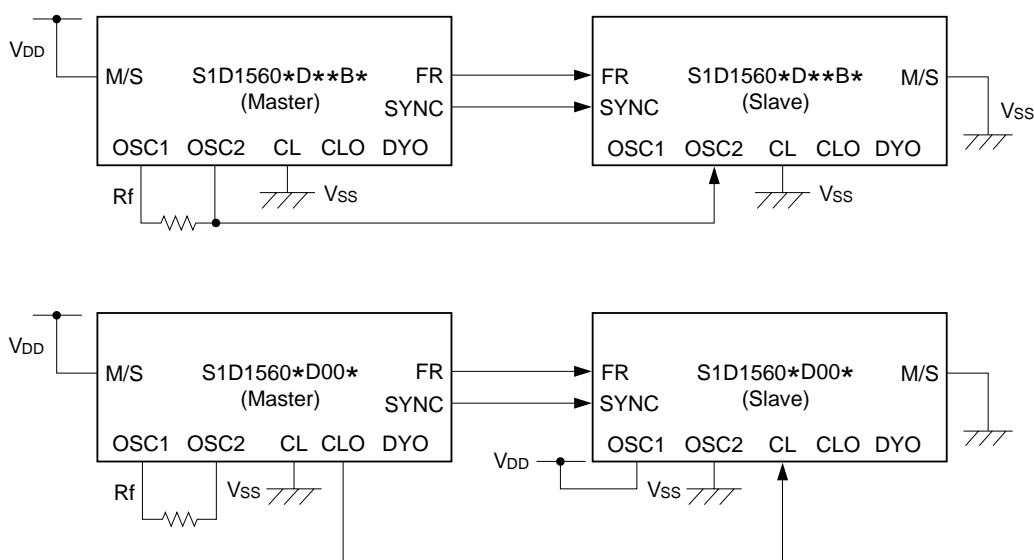 VDD
M/S
S1D1560*D**B*
(Master)
FR
SYNC
OSC1 OSC2 CL CLO DYO
FR
SYNC
S1D1560*D**B*
(Slave)
M/S
OSC1 OSC2 CL CLO DYO
VSS
Rf
VSS
VSS
VDD
M/S
S1D1560*D00*
(Master)
FR
SYNC
OSC1 OSC2 CL CLO DYO
FR
SYNC
S1D1560*D00*
(Slave)
M/S
OSC1 OSC2 CL CLO DYO
Rf
VSS
VDD
VSS